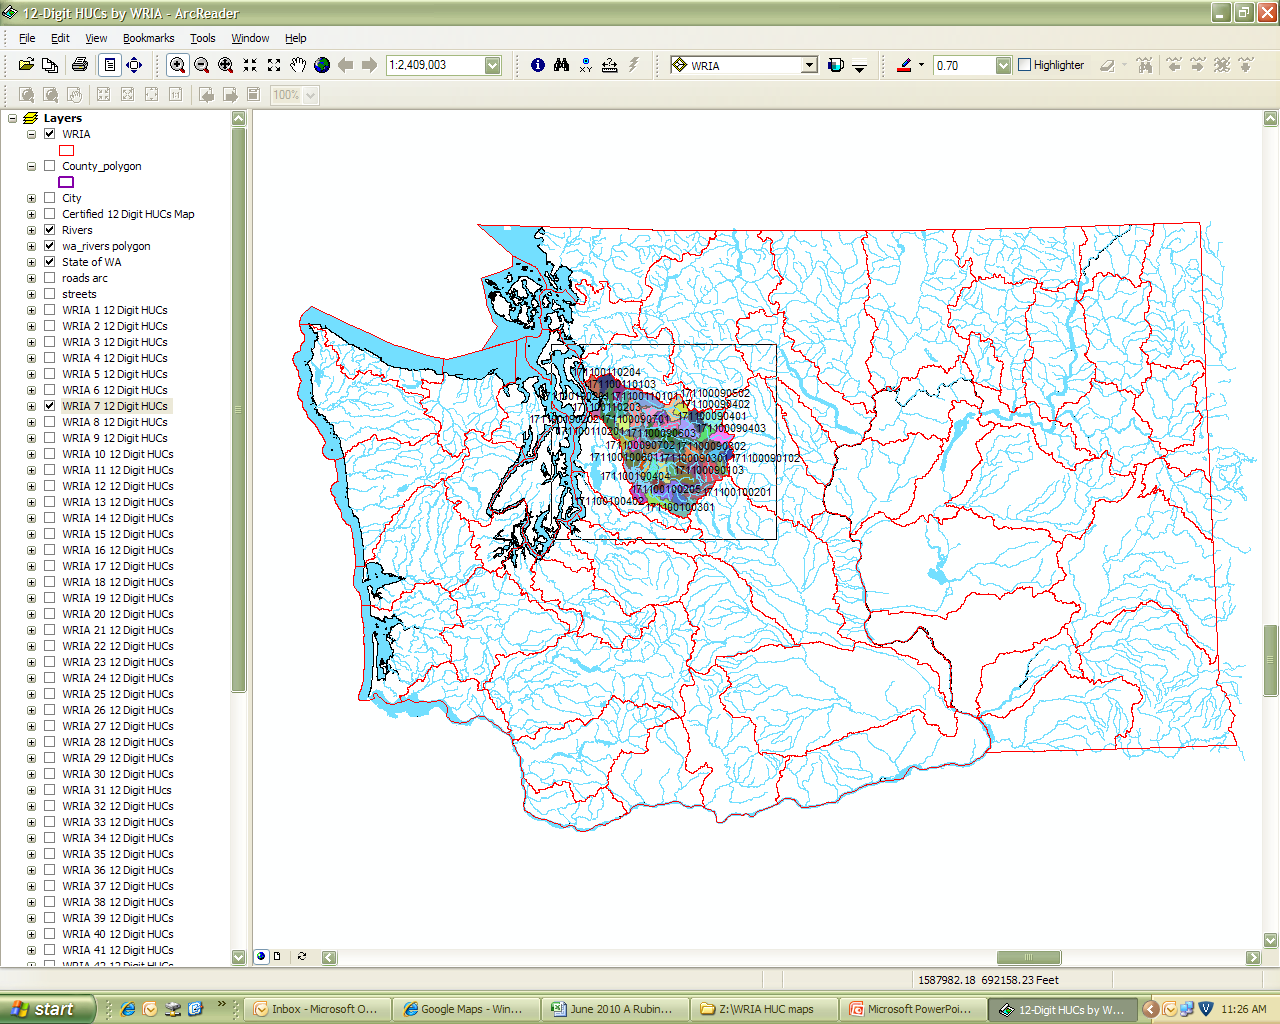 12-Digit HUCs by WRIA - ArcReader
File Edit View Bookmarks Tools Window Help
1:2,409,003 WRIA 0.70 Highlighter
100%
Layers
WRIA
County_polygon
City
Certified 12 Digit HUCs Map
Rivers
wa_rivers polygon
State of WA
roads arc
streets
WRIA 1 12 Digit HUCs
WRIA 2 12 Digit HUCs
WRIA 3 12 Digit HUCs
WRIA 4 12 Digit HUCs
WRIA 5 12 Digit HUCs
WRIA 6 12 Digit HUCs
WRIA 7 12 Digit HUCs
WRIA 8 12 Digit HUCs
WRIA 9 12 Digit HUCs
WRIA 10 12 Digit HUCs
WRIA 11 12 Digit HUCs
WRIA 12 12 Digit HUCs
WRIA 13 12 Digit HUCs
WRIA 14 12 Digit HUCs
WRIA 15 12 Digit HUCs
WRIA 16 12 Digit HUCs
WRIA 17 12 Digit HUCs
WRIA 18 12 Digit HUCs
WRIA 19 12 Digit HUCs
WRIA 20 12 Digit HUCs
WRIA 21 12 Digit HUCs
WRIA 22 12 Digit HUCs
WRIA 23 12 Digit HUCs
WRIA 24 12 Digit HUCs
WRIA 25 12 Digit HUCs
WRIA 26 12 Digit HUCs
WRIA 27 12 Digit HUCs
WRIA 28 12 Digit HUCs
WRIA 29 12 Digit HUCs
WRIA 30 12 Digit HUCs
WRIA 31 12 Digit HUcs
WRIA 32 12 Digit HUCs
WRIA 33 12 Digit HUCs
WRIA 34 12 Digit HUCs
WRIA 35 12 Digit HUCs
WRIA 36 12 Digit HUCs
WRIA 37 12 Digit HUCs
WRIA 38 12 Digit HUCs
WRIA 39 12 Digit HUCs
WRIA 40 12 Digit HUCs
WRIA 41 12 Digit HUCs
171100110204
171100110103
171100110101
171100090502
171100090402
171100110203
171100090401
171100090701
171100090403
171100110201
171100090603
171100090702
171100090302
171100100601
171100090301
171100090102
171100090103
171100100404
171100100205
171100100201
171100100402
171100100301
1587982.18 692158.23 Feet
start
Inbox - Microsoft O...
Google Maps - Win...
June 2010 A Rubin...
Z:\WRIA HUC maps
Microsoft PowerPoi...
12-Digit HUCs by W...
11:26 AM